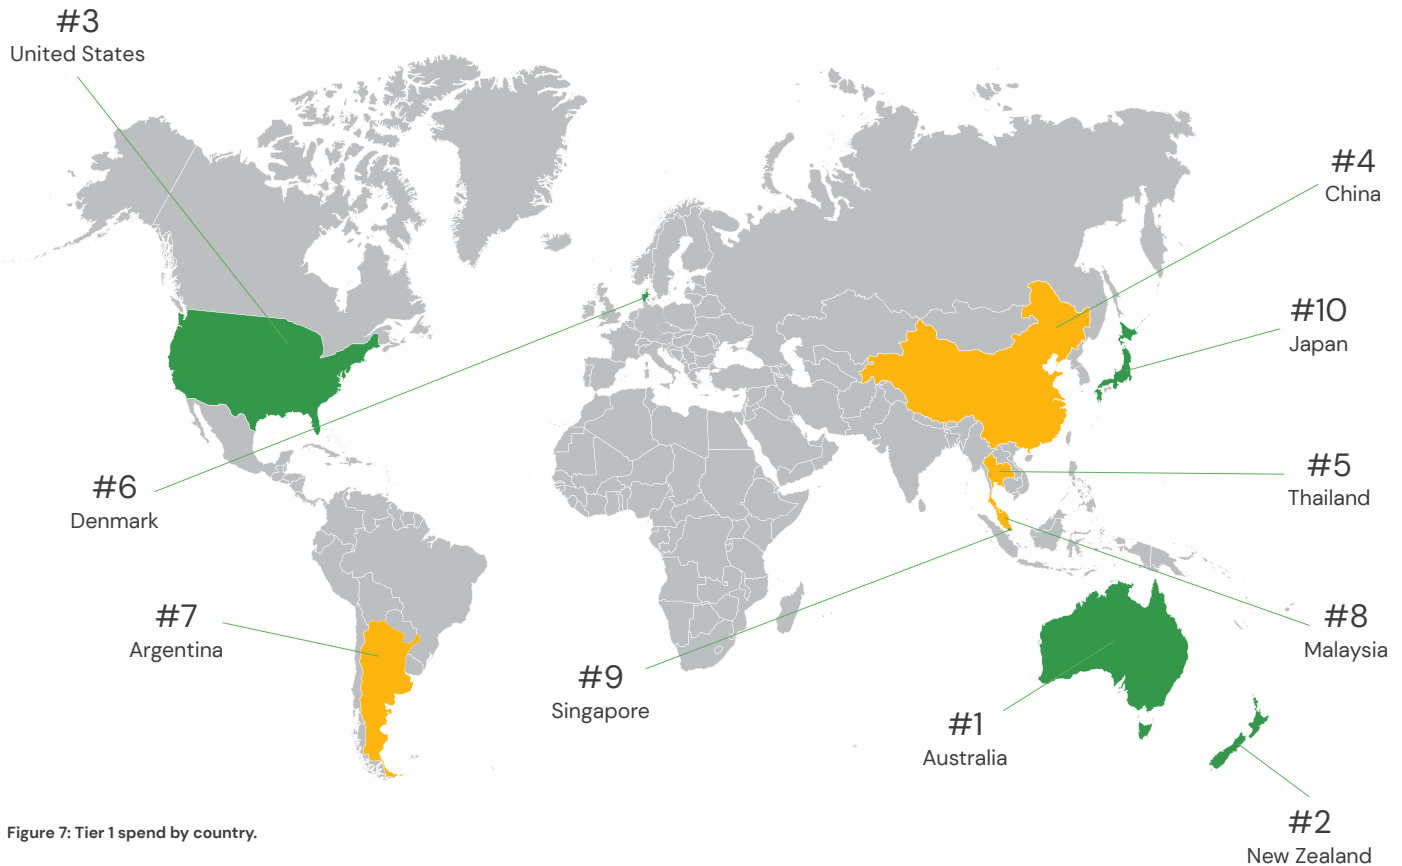 #3
United States
#4
China
#10
Japan
#5
Thailand
#6
Denmark
#7
Argentina
#8
Malaysia
#9
Singapore
#1
Australia
#2
New Zealand
Figure 7: Tier 1 spend by country.